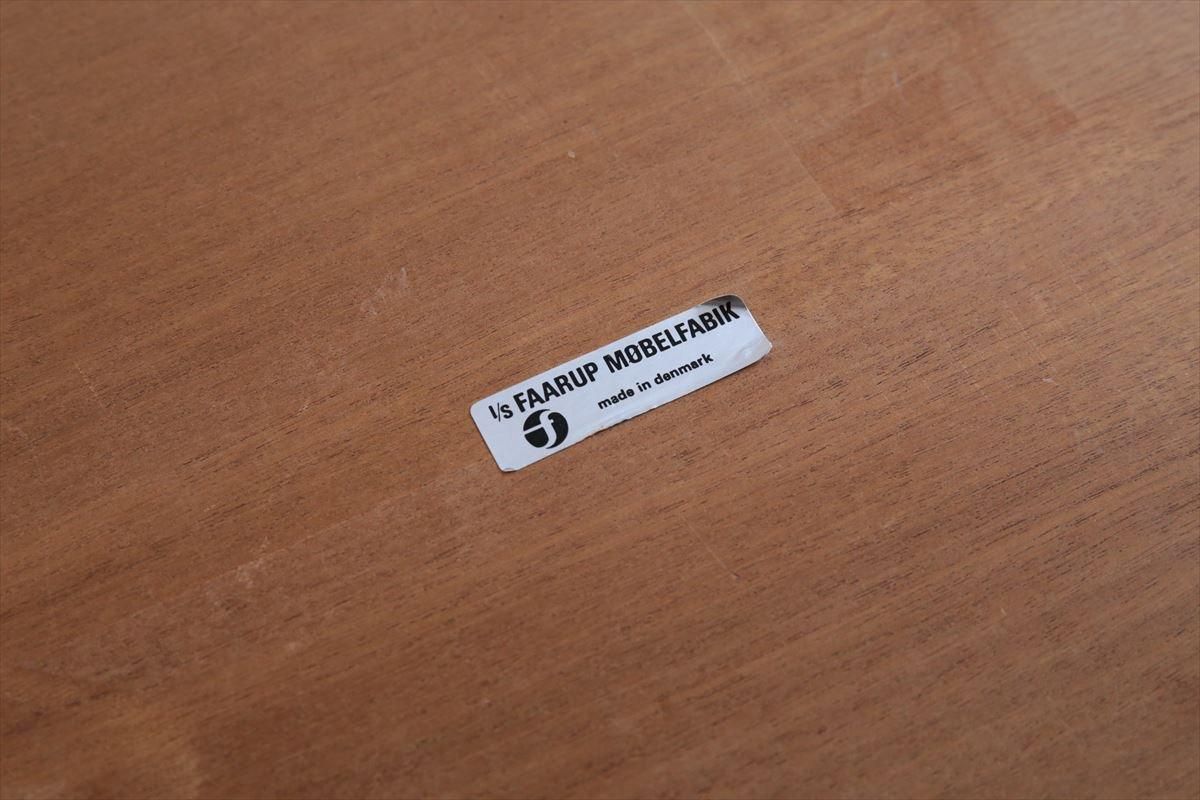 I/S FAARUP MØBELFABIK
made in denmark
f